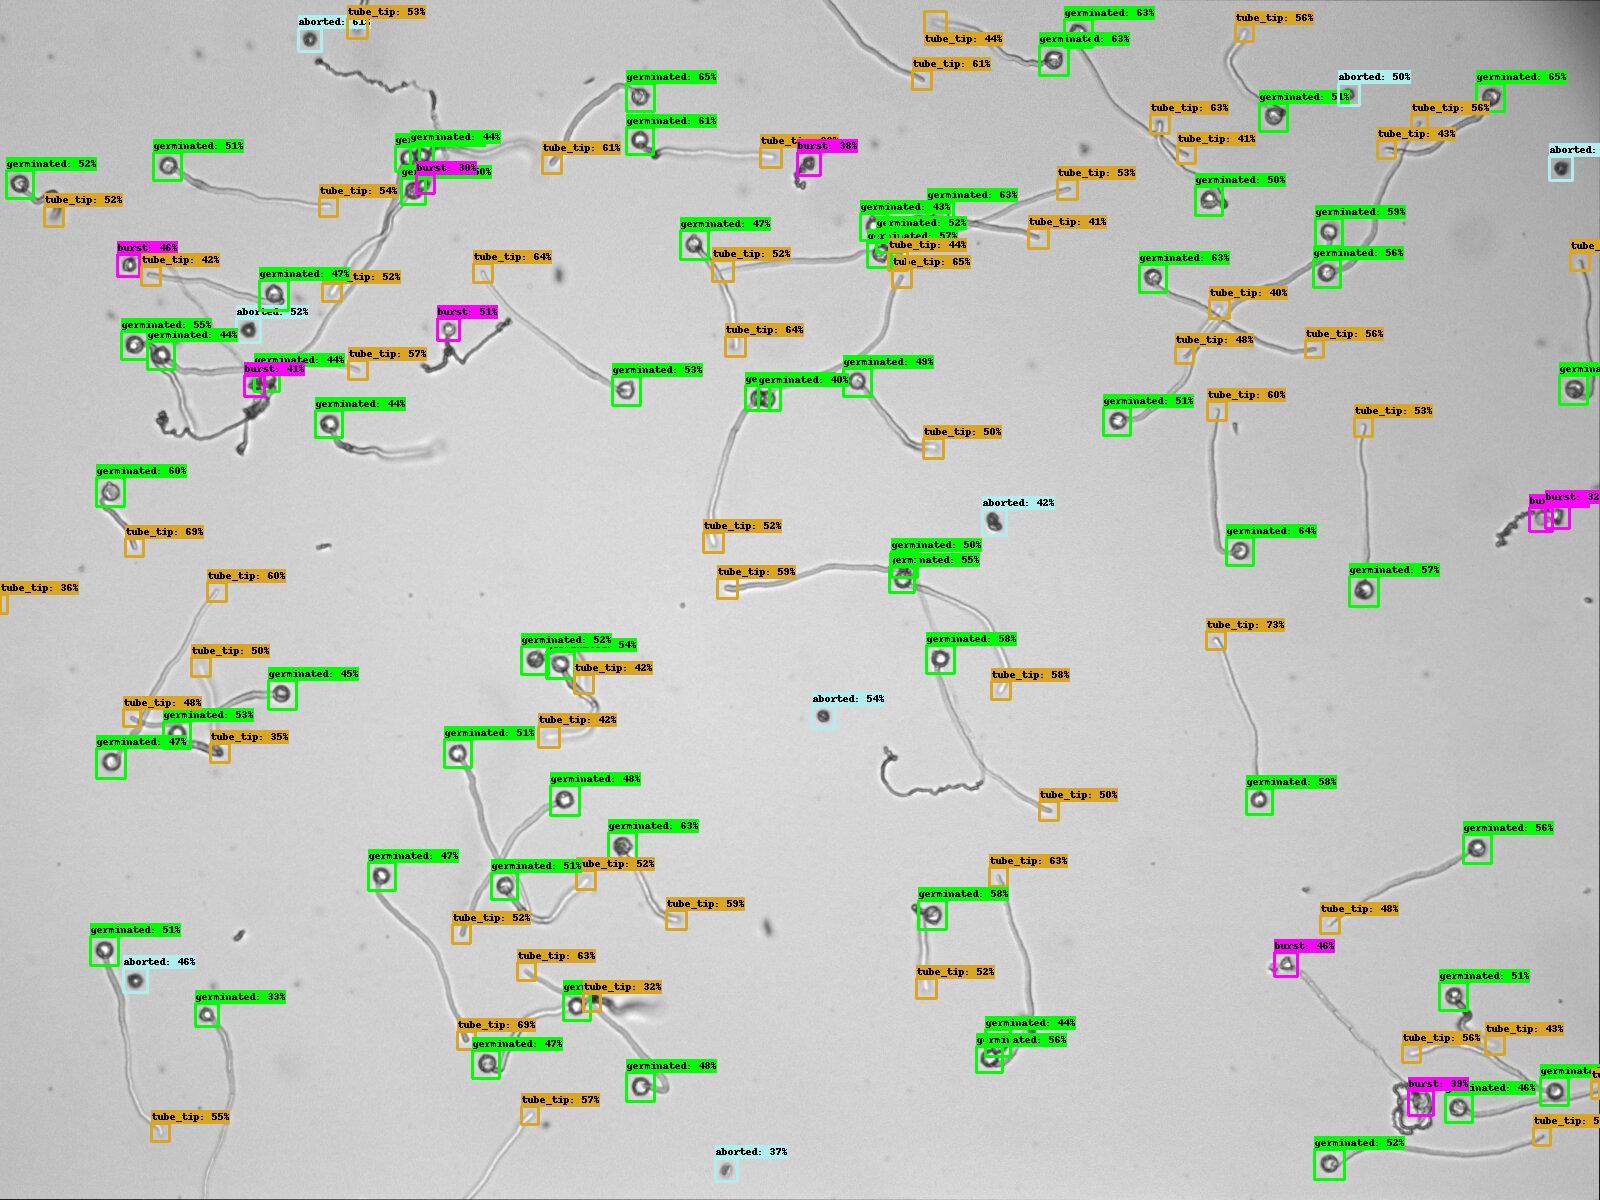 tube_tip: 53%
aborted: 61%
tube_tip: 44%
germinated: 63%
germinated: 63%
tube_tip: 56%
tube_tip: 61%
germinated: 65%
aborted: 50%
germinated: 65%
germinated: 51%
tube_tip: 63%
tube_tip: 56%
germinated: 61%
germinated: 44%
tube_tip: 61%
burst: 38%
tube_tip: 41%
tube_tip: 43%
germinated: 51%
aborted:
germinated: 52%
burst: 30%
tube_tip: 54%
tube_tip: 52%
tube_tip: 53%
germinated: 63%
germinated: 50%
germinated: 43%
germinated: 52%
germinated: 47%
tube_tip: 41%
germinated: 59%
burst: 46%
tube_tip: 42%
tube_tip: 64%
tube_tip: 52%
tube_tip: 44%
tube_tip: 65%
germinated: 63%
germinated: 56%
germinated: 47%
tip: 52%
aborted: 52%
burst: 51%
tube_tip: 40%
germinated: 55%
germinated: 44%
tube_tip: 64%
tube_tip: 48%
tube_tip: 56%
germinated: 44%
burst: 41%
tube_tip: 57%
germinated: 53%
germinated: 40%
germinated: 49%
germinated: 44%
germinated: 51%
tube_tip: 60%
tube_tip: 53%
tube_tip: 50%
germinated: 60%
aborted: 42%
burst: 32
tube_tip: 69%
tube_tip: 52%
germinated: 50%
germinated: 55%
germinated: 64%
tube_tip: 36%
tube_tip: 60%
tube_tip: 59%
germinated: 57%
tube_tip: 73%
tube_tip: 50%
germinated: 52%
54%
germinated: 58%
germinated: 45%
tube_tip: 42%
tube_tip: 58%
tube_tip: 48%
germinated: 53%
aborted: 54%
tube_tip: 42%
germinated: 47%
tube_tip: 35%
germinated: 51%
germinated: 48%
tube_tip: 50%
germinated: 58%
germinated: 63%
germinated: 56%
germinated: 47%
germinated: 51%
tube_tip: 52%
tube_tip: 63%
tube_tip: 52%
tube_tip: 59%
germinated: 58%
tube_tip: 48%
germinated: 51%
aborted: 46%
tube_tip: 63%
burst: 46%
tube_tip: 52%
germinated: 51%
germinated: 33%
tube_tip: 32%
tube_tip: 69%
germinated: 47%
germinated: 44%
germinated: 56%
tube_tip: 56%
tube_tip: 43%
germinated: 48%
burst: 39%
46%
tube_tip: 55%
tube_tip: 57%
germinated: 52%
aborted: 37%